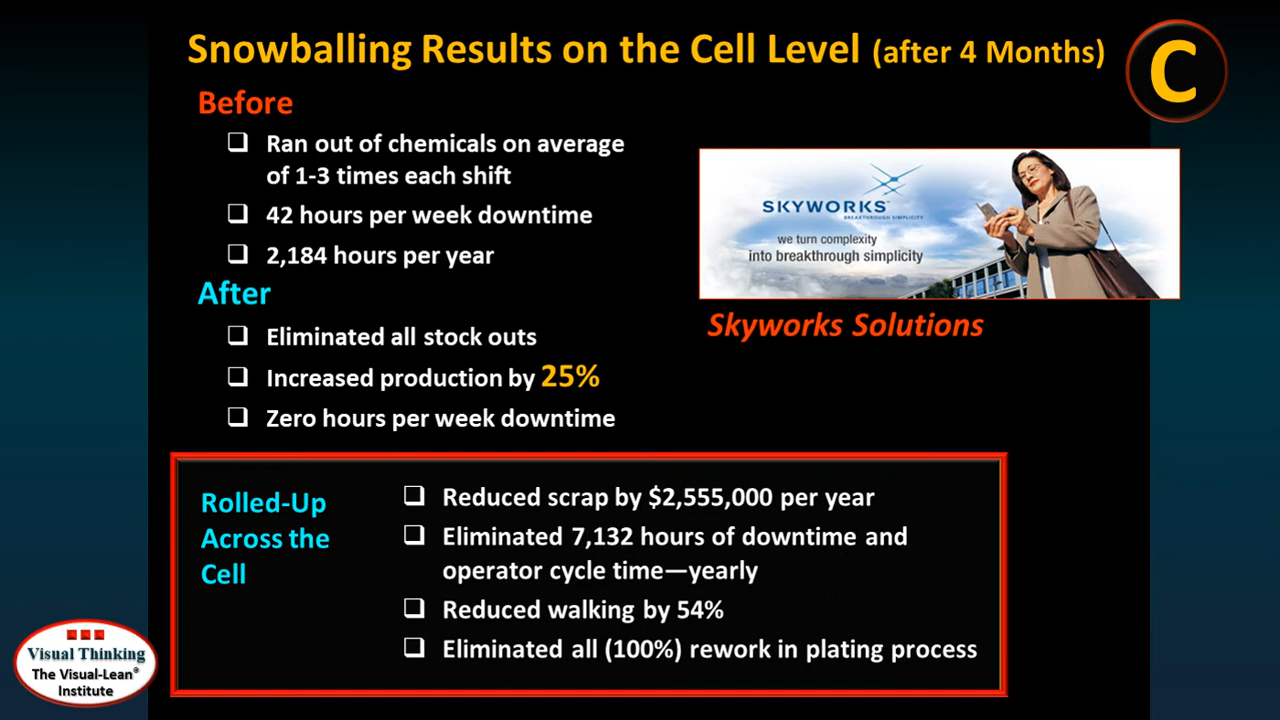 Snowballing Results on the Cell Level (after 4 Months)
C
Before
Ran out of chemicals on average
of 1-3 times each shift
42 hours per week downtime
2,184 hours per year
After
Eliminated all stock outs
Increased production by 25%
Zero hours per week downtime
SKYWORKS™
BREAKTHROUGH SIMPLICITY
we turn complexity
into breakthrough simplicity
Skyworks Solutions
Rolled-Up
Across the
Cell
Reduced scrap by $2,555,000 per year
Eliminated 7,132 hours of downtime and
operator cycle time—yearly
Reduced walking by 54%
Eliminated all (100%) rework in plating process
Visual Thinking
The Visual-Lean®
Institute